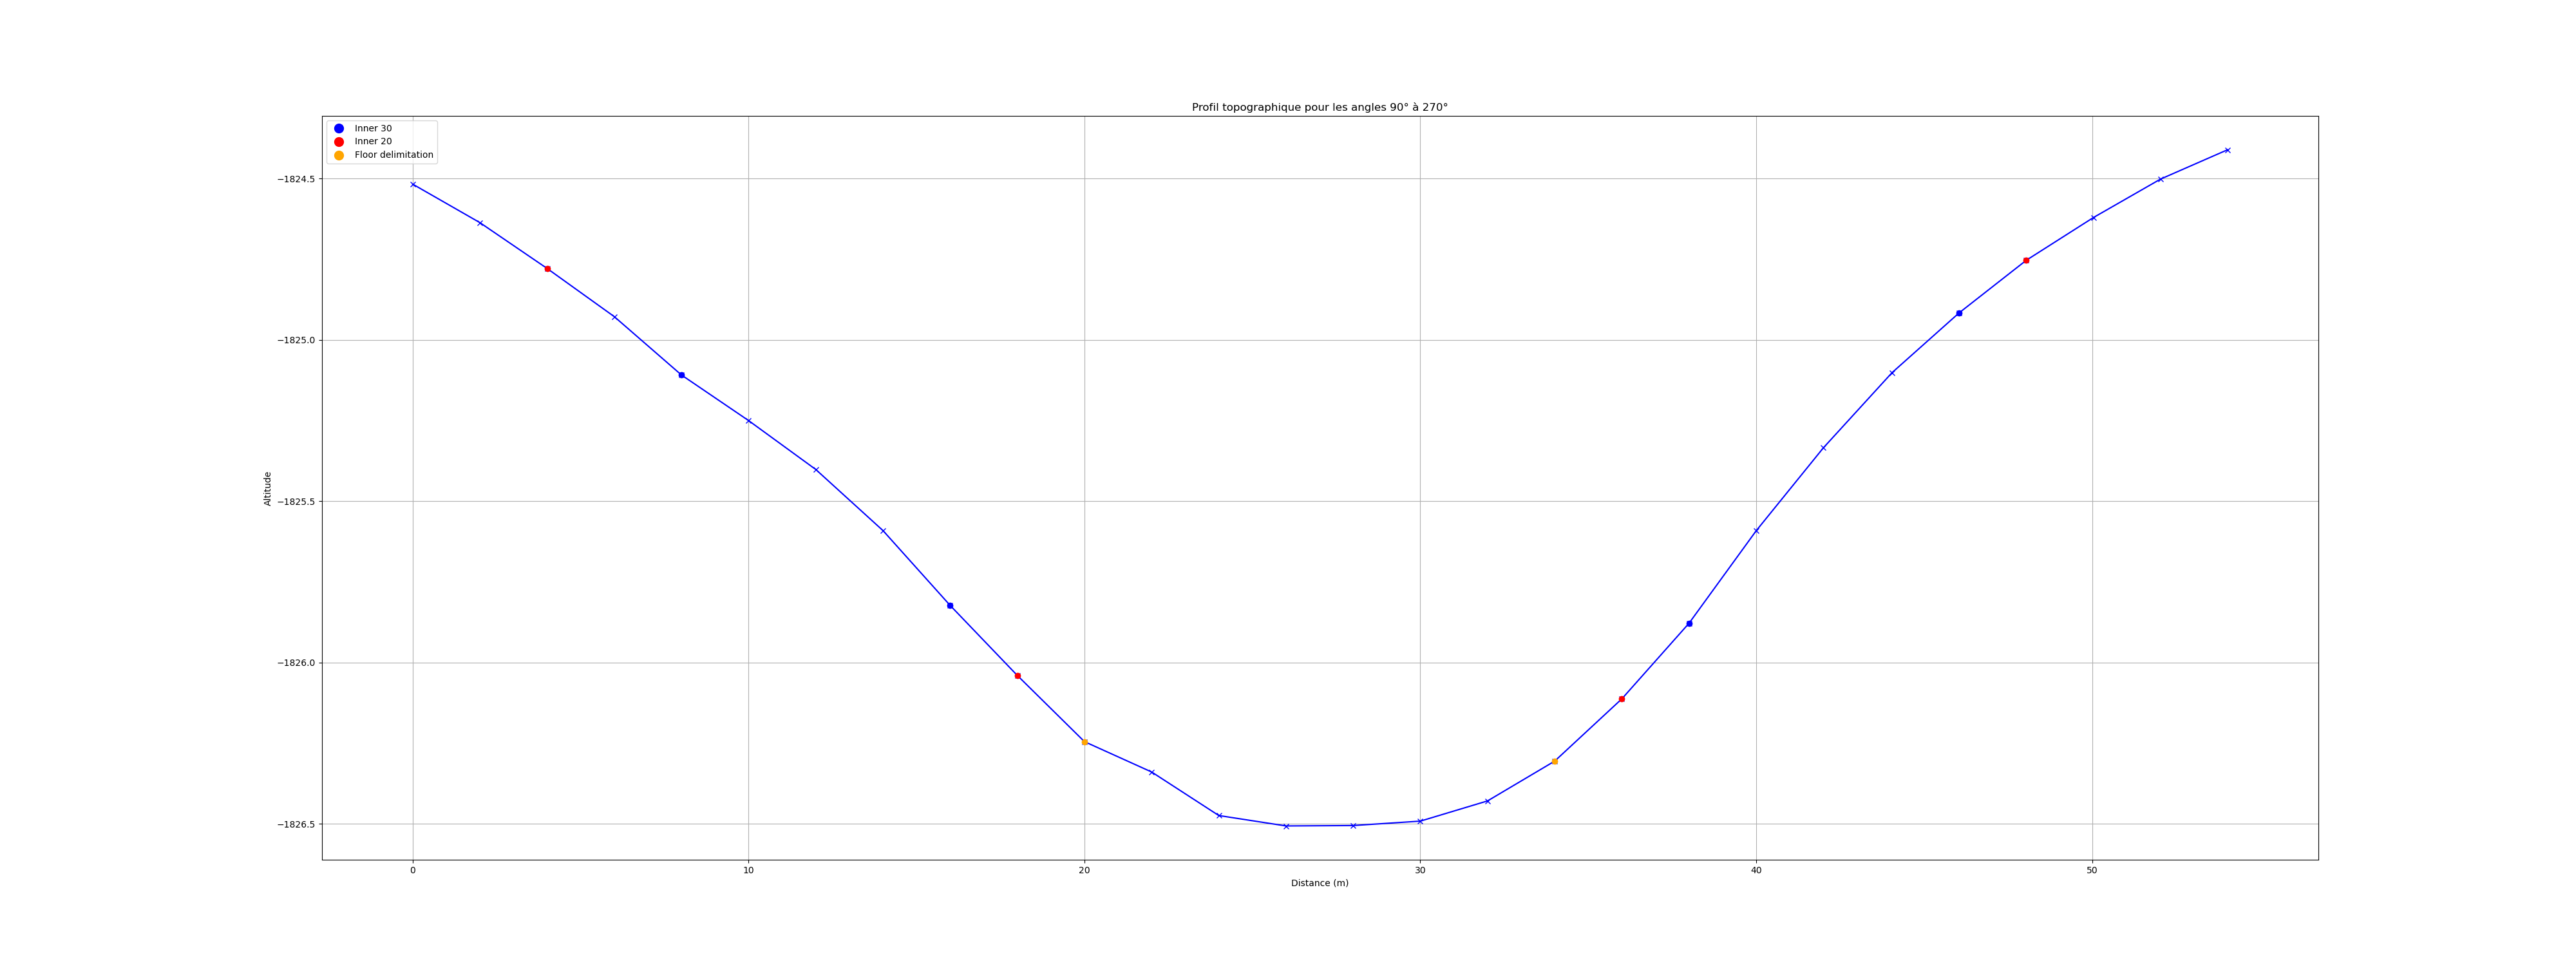 Profil topographique pour les angles 90° à 270°
Inner 30
Inner 20
Floor delimitation
−1824.5
−1825.0
−1825.5
−1826.0
−1826.5
Altitude
0
10
20
30
40
50
Distance (m)